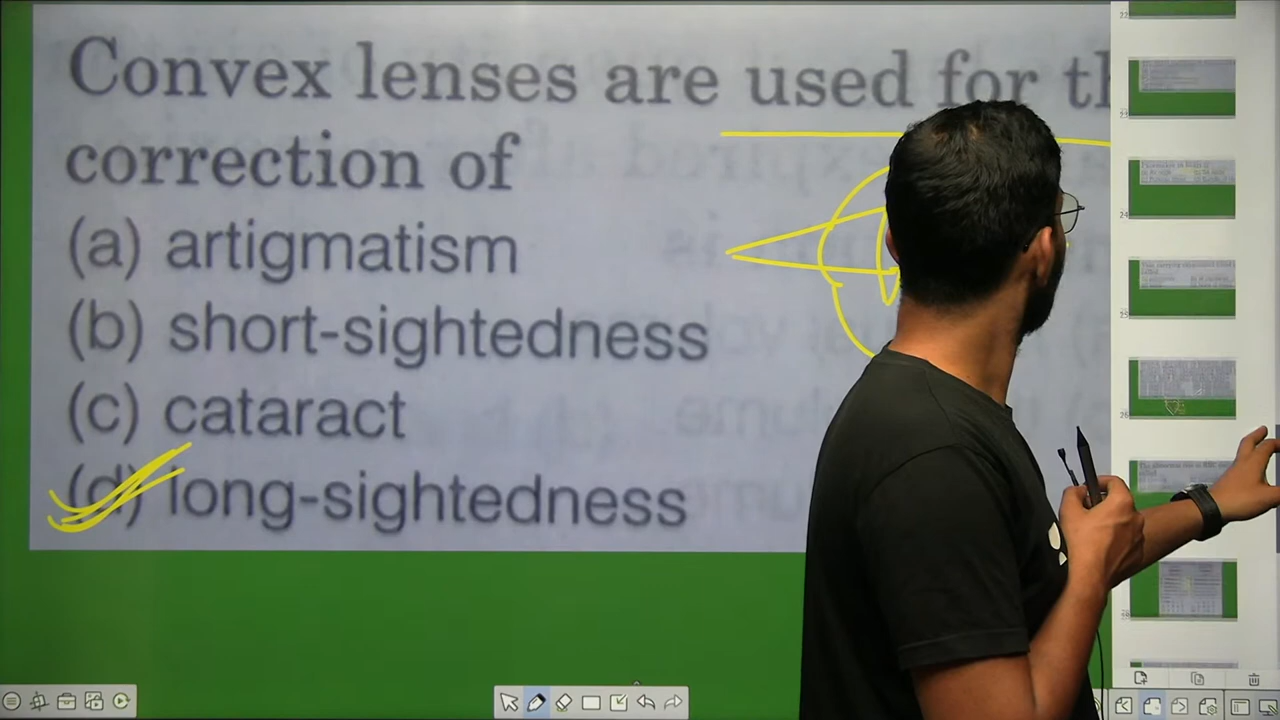 Convex lenses are used for th
correction of
(a) artigmatism
(b) short-sightedness
(c) cataract
(d) long-sightedness